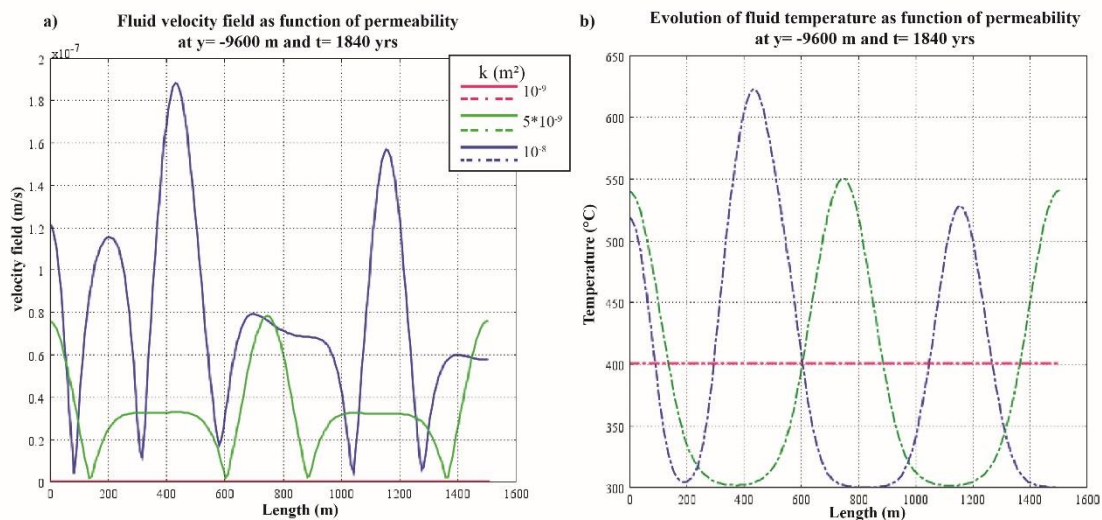 a) Fluid velocity field as function of permeability
at y= -9600 m and t= 1840 yrs
x10⁻⁷
2
1.8
1.6
1.4
1.2
1
0.8
0.6
0.4
0.2
0
velocity field (m/s)
0 200 400 600 800 1000 1200 1400 1600
Length (m)
k (m²)
10⁻⁹
5*10⁻⁹
10⁻⁸
b) Evolution of fluid temperature as function of permeability
at y= -9600 m and t= 1840 yrs
650
600
550
500
450
400
350
300
Temperature (°C)
0 200 400 600 800 1000 1200 1400 1600
Length (m)